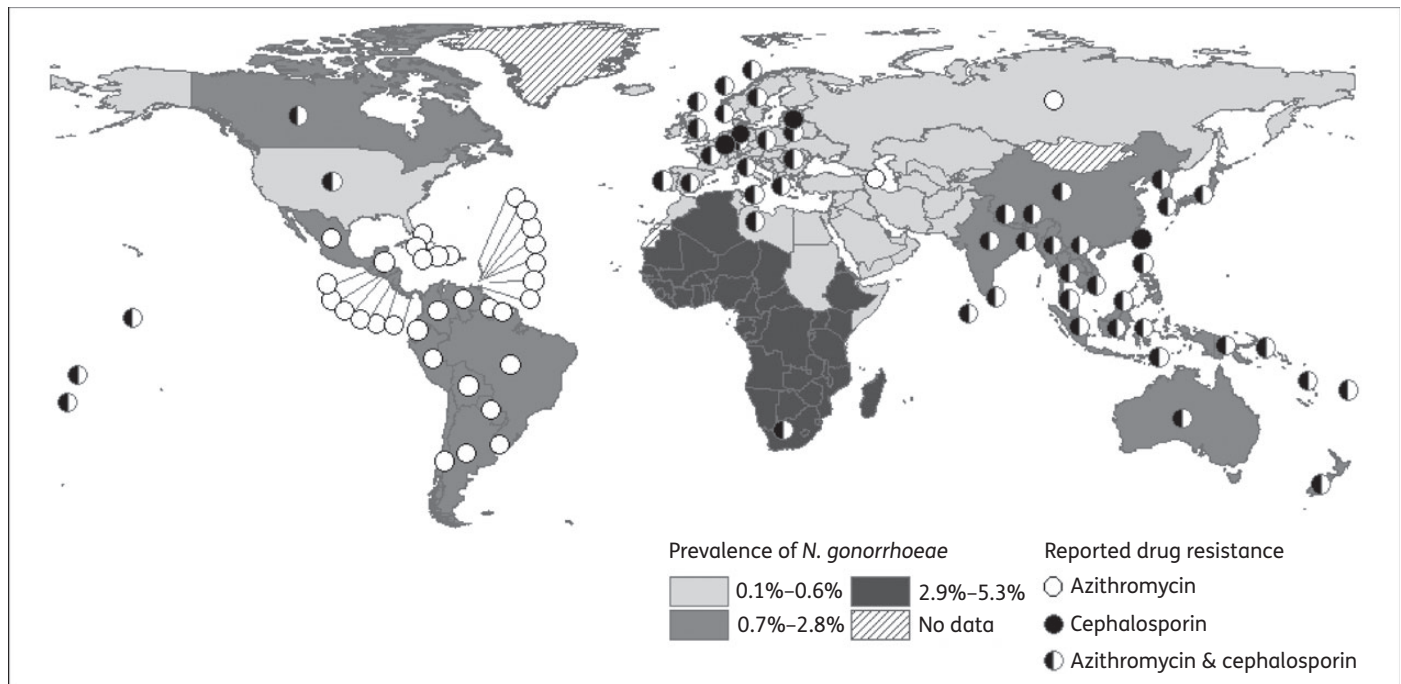 Prevalence of N. gonorrhoeae
0.1%–0.6%
2.9%–5.3%
0.7%–2.8%
No data
Reported drug resistance
Azithromycin
Cephalosporin
Azithromycin & cephalosporin